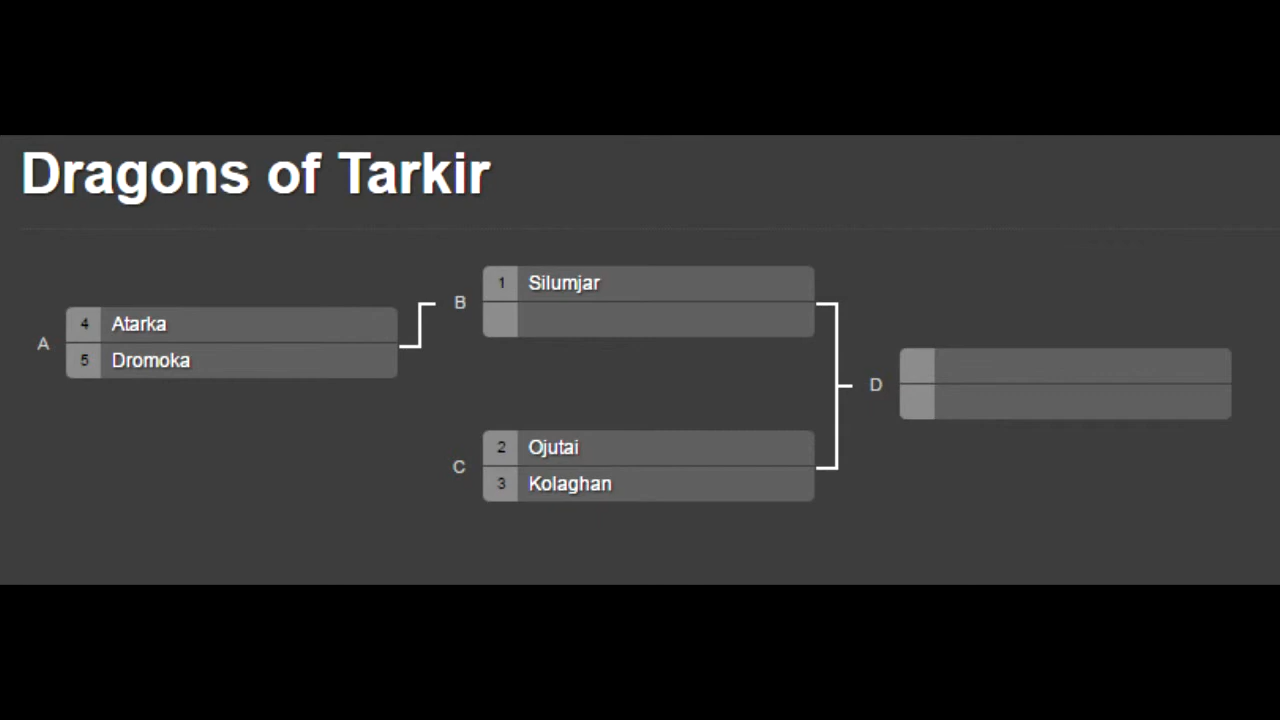 Dragons of Tarkir
A
4 Atarka
5 Dromoka
B
1 Silumjar
C
2 Ojutai
3 Kolaghan
D